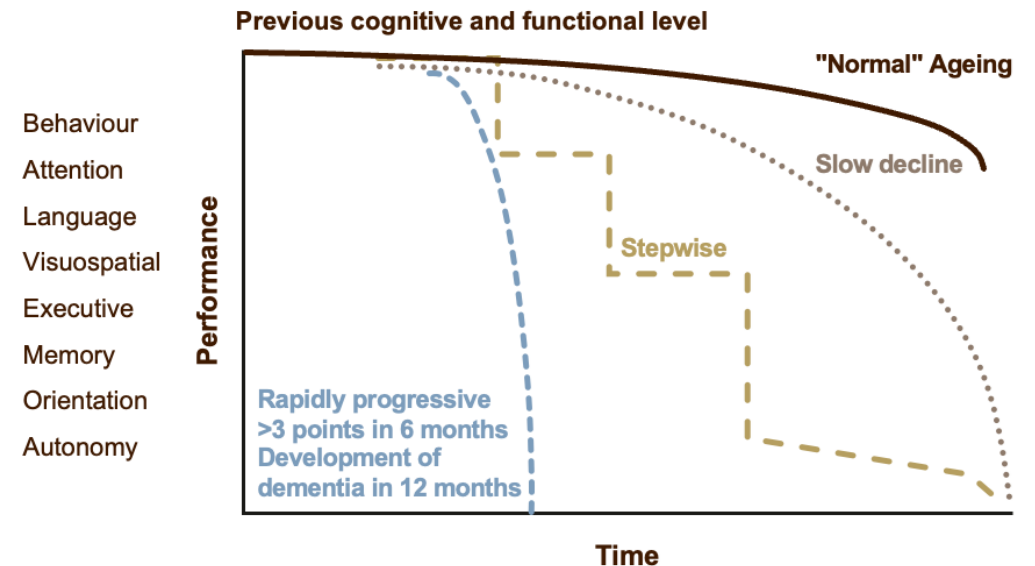 Previous cognitive and functional level
"Normal" Ageing
Behaviour
Attention
Language
Visuospatial
Executive
Memory
Orientation
Autonomy
Performance
Slow decline
Stepwise
Rapidly progressive
>3 points in 6 months
Development of
dementia in 12 months
Time